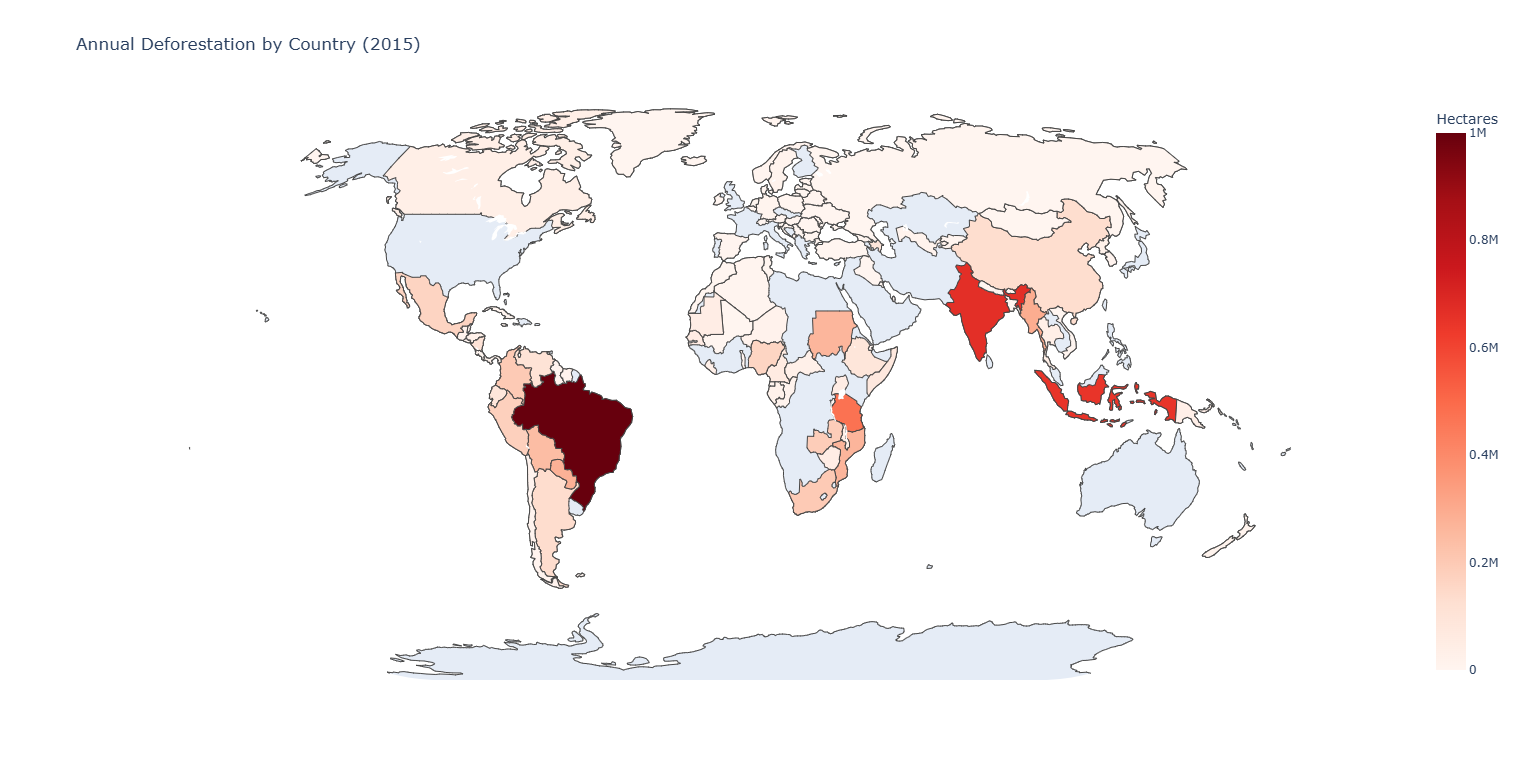 Annual Deforestation by Country (2015)
Hectares
1M
0.8M
0.6M
0.4M
0.2M
0